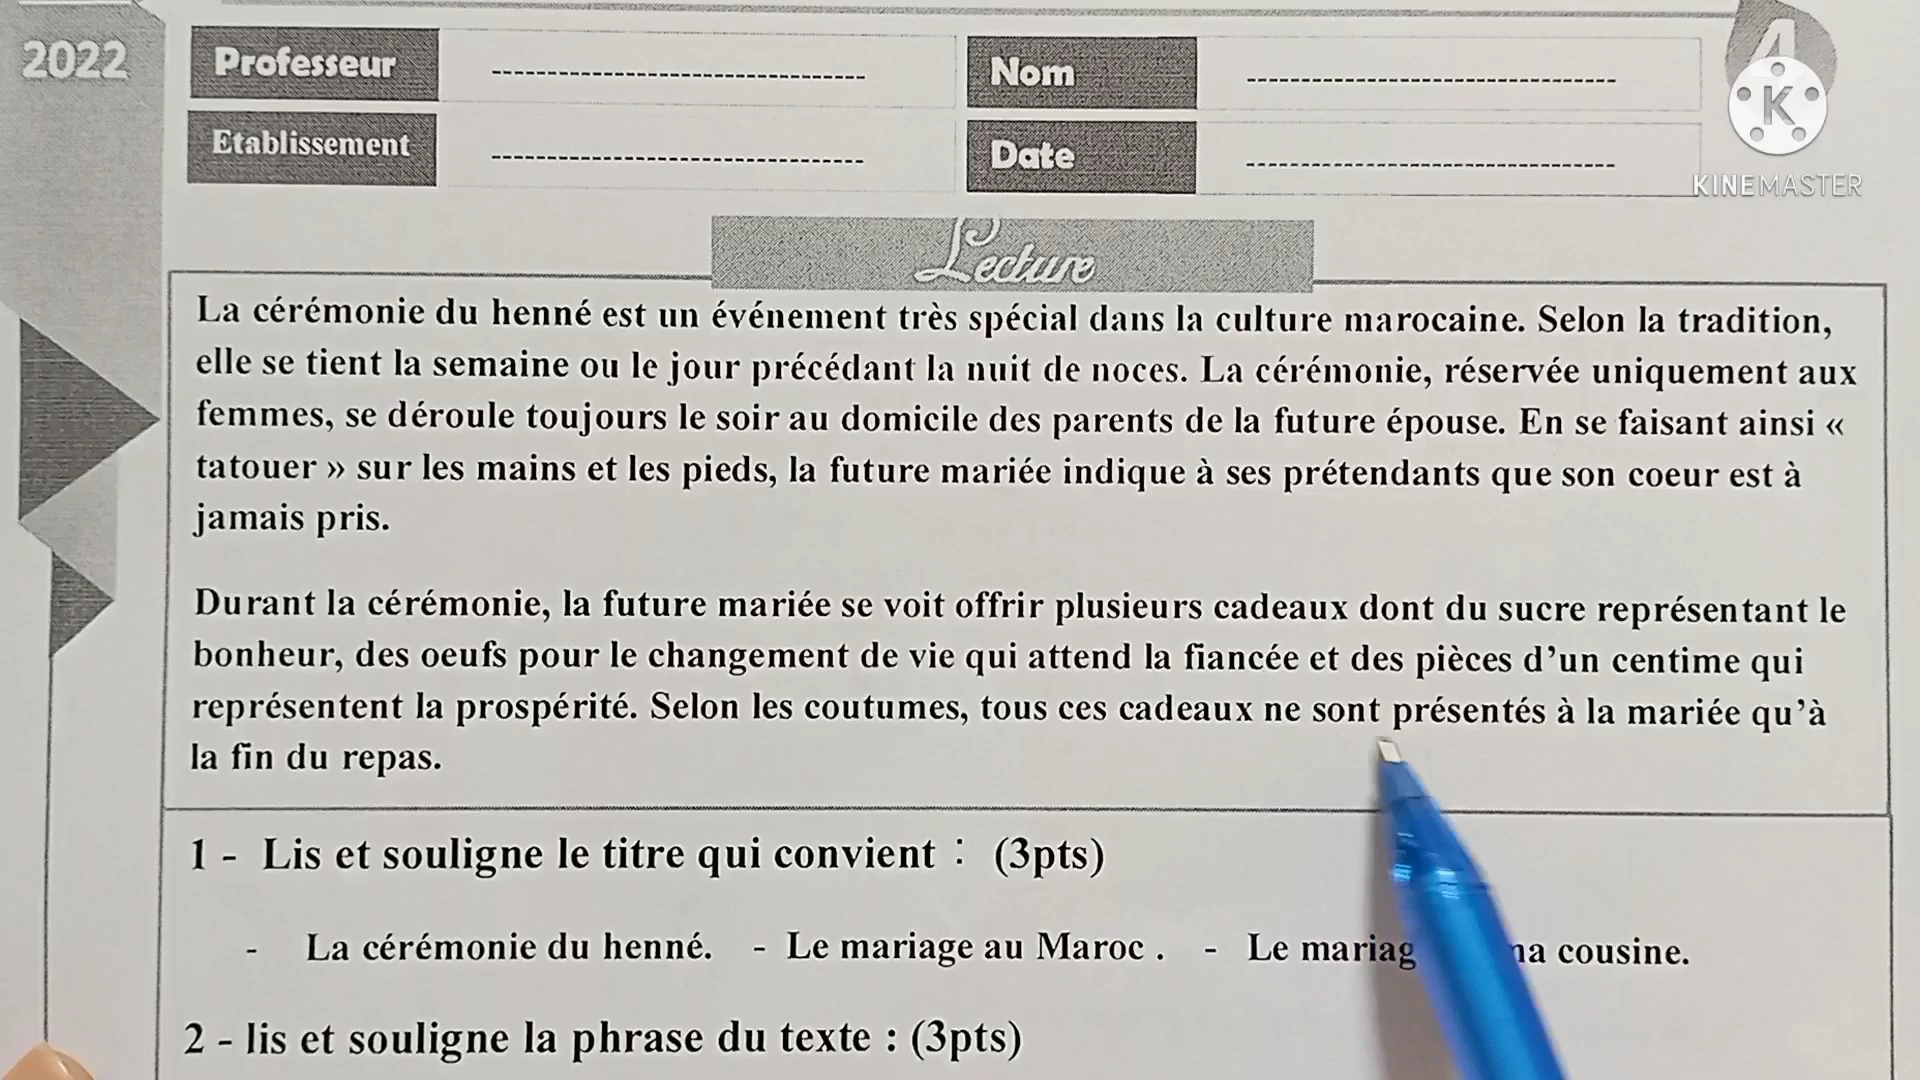 2022
Professeur
Nom
Etablissement
Date
KINEMASTER
Lecture
La cérémonie du henné est un événement très spécial dans la culture marocaine. Selon la tradition,
elle se tient la semaine ou le jour précédant la nuit de noces. La cérémonie, réservée uniquement aux
femmes, se déroule toujours le soir au domicile des parents de la future épouse. En se faisant ainsi «
tatouer » sur les mains et les pieds, la future mariée indique à ses prétendants que son coeur est à
jamais pris.
Durant la cérémonie, la future mariée se voit offrir plusieurs cadeaux dont du sucre représentant le
bonheur, des oeufs pour le changement de vie qui attend la fiancée et des pièces d’un centime qui
représentent la prospérité. Selon les coutumes, tous ces cadeaux ne sont présentés à la mariée qu’à
la fin du repas.
1 - Lis et souligne le titre qui convient : (3pts)
- La cérémonie du henné. - Le mariage au Maroc . - Le mariag cousine.
2 - lis et souligne la phrase du texte : (3pts)